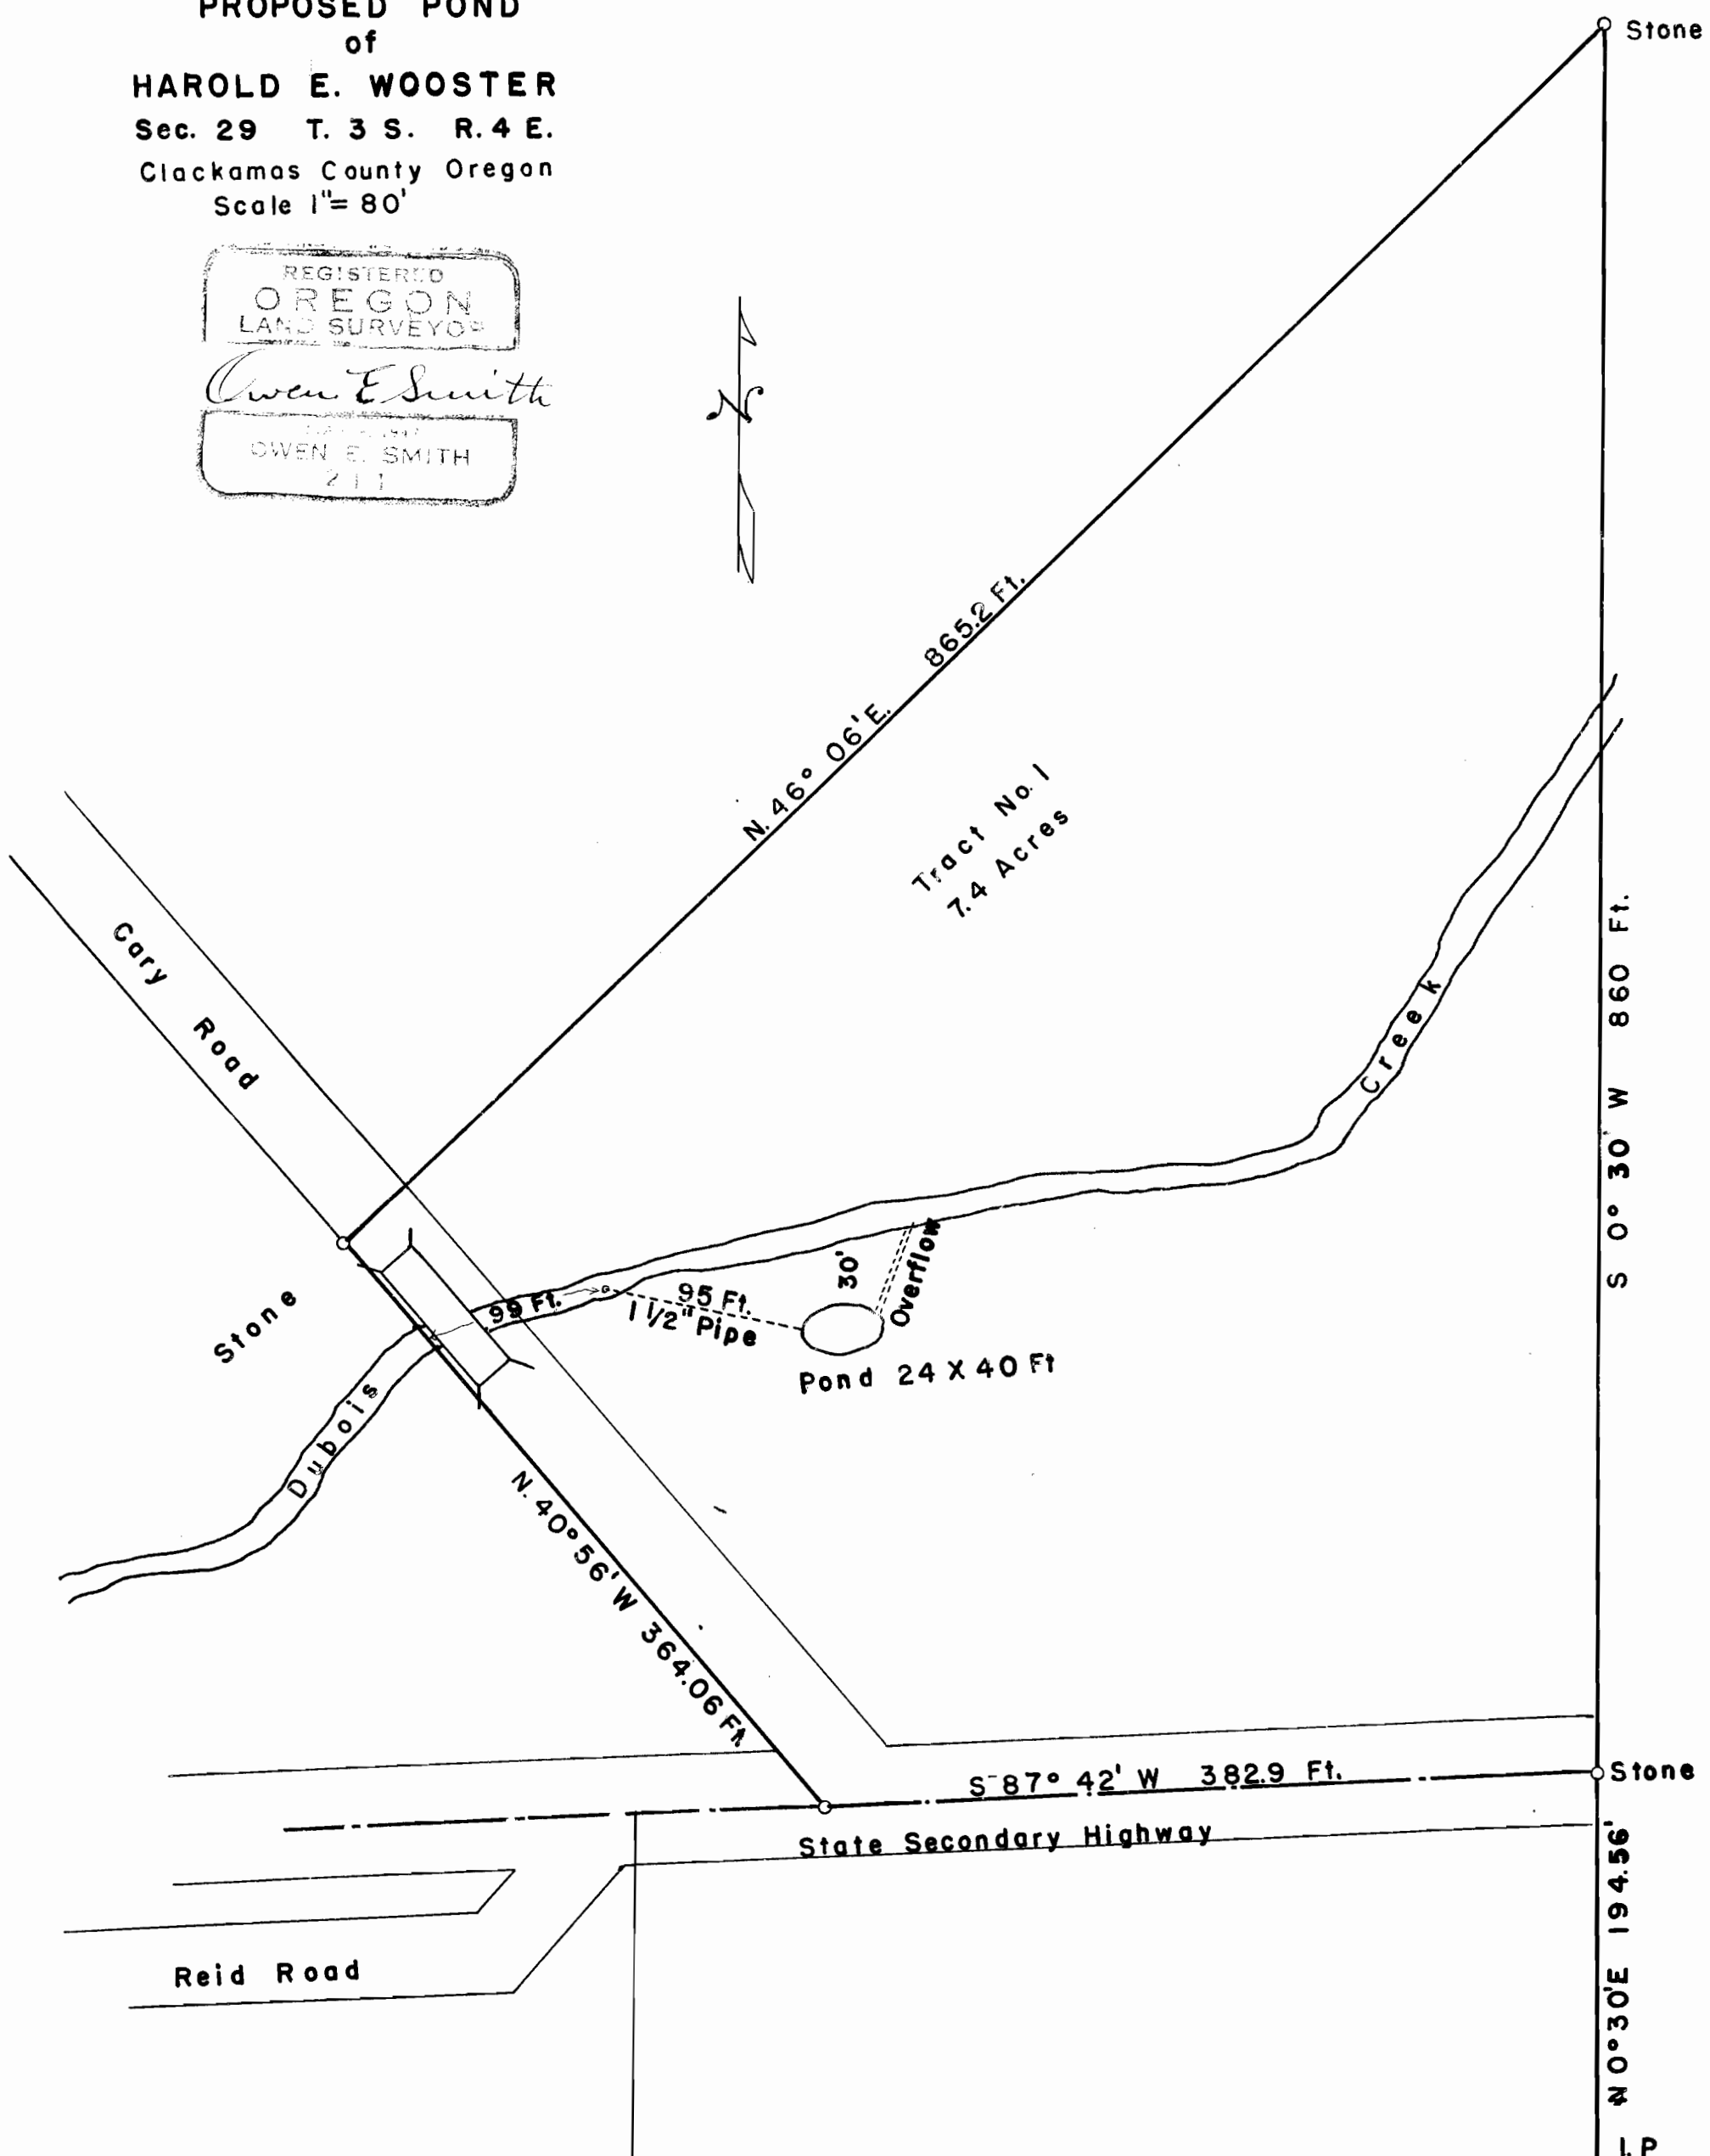 PROPOSED POND
of
HAROLD E. WOOSTER
Sec. 29 T. 3 S. R. 4 E.
Clackamas County Oregon
Scale 1"= 80'
REGISTERED
OREGON
LAND SURVEYOR
Owen E Smith
OWEN E. SMITH
211
N
Stone
N. 46° 06' E. 865.2 Ft.
Tract No. 1
7.4 Acres
Cary Road
Creek
S 0° 30' W 860 Ft.
Stone
99 Ft.
95 Ft.
1 1/2" Pipe
30'
Overflow
Pond 24 X 40 Ft
Dubois
N. 40° 56' W 364.06 Ft
S 87° 42' W 382.9 Ft.
Stone
State Secondary Highway
Reid Road
N 0° 30' E 194.56'
I.P